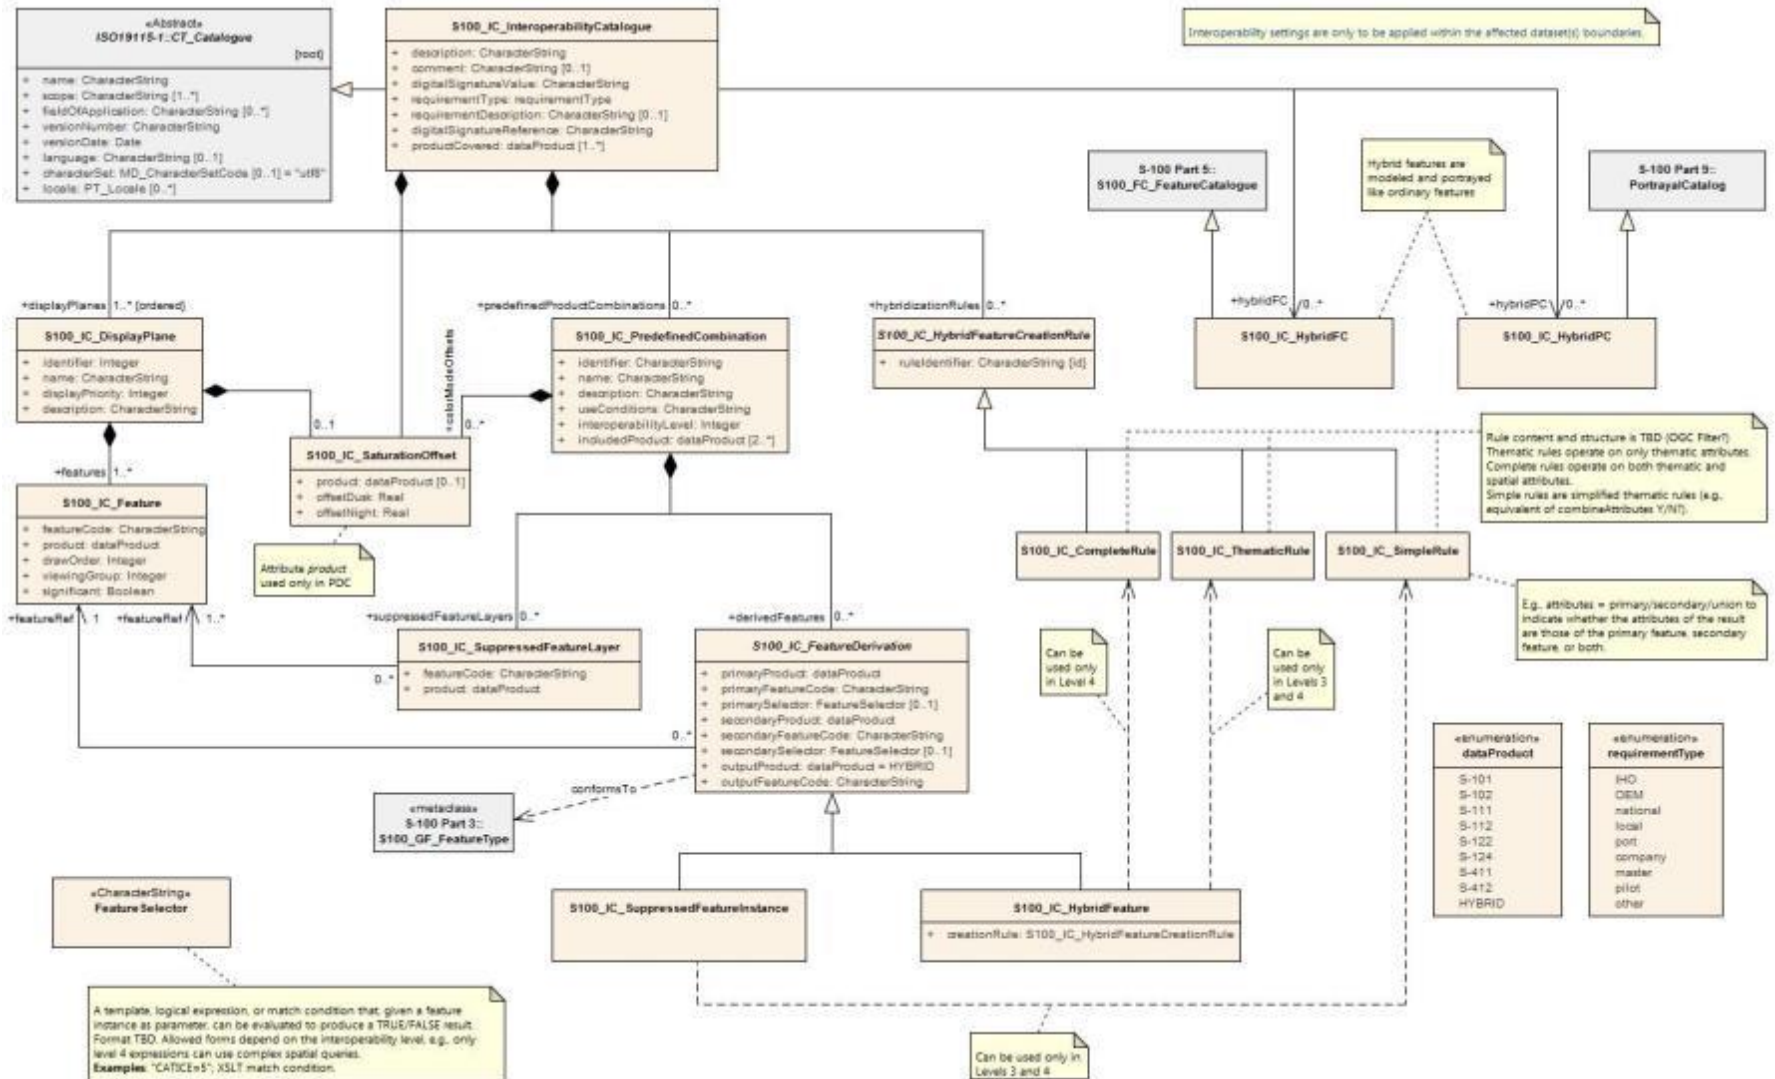 «Abstract»
ISO19115-1::CT_Catalogue
{root}
+ name: CharacterString
+ scope: CharacterString [1..*]
+ fieldOfApplication: CharacterString [0..*]
+ versionNumber: CharacterString
+ versionDate: Date
+ language: CharacterString [0..1]
+ characterSet: MD_CharacterSetCode [0..1] = "utf8"
+ locale: PT_Locale [0..*]
S100_IC_InteroperabilityCatalogue
+ description: CharacterString
+ comment: CharacterString [0..1]
+ digitalSignatureValue: CharacterString
+ requirementType: requirementType
+ requirementDescription: CharacterString [0..1]
+ digitalSignatureReference: CharacterString
+ productCovered: dataProduct [1..*]
Interoperability settings are only to be applied within the affected dataset(s) boundaries.
S-100 Part 5::
S100_FC_FeatureCatalogue
Hybrid features are
modeled and portrayed
like ordinary features
S-100 Part 9::
PortrayalCatalog
+displayPlanes 1..* {ordered}
+predefinedProductCombinations 0..*
+hybridizationRules 0..*
+hybridFC 0..*
+hybridPC 0..*
S100_IC_DisplayPlane
+ identifier: Integer
+ name: CharacterString
+ displayPriority: Integer
+ description: CharacterString
+colorModeOffsets
0..1
0..*
S100_IC_PredefinedCombination
+ identifier: CharacterString
+ name: CharacterString
+ description: CharacterString
+ useConditions: CharacterString
+ interoperabilityLevel: Integer
+ includedProduct: dataProduct [2..*]
S100_IC_HybridFeatureCreationRule
+ ruleIdentifier: CharacterString {id}
S100_IC_HybridFC
S100_IC_HybridPC
Rule content and structure is TBD (OGC Filter?)
Thematic rules operate on only thematic attributes.
Complete rules operate on both thematic and
spatial attributes.
Simple rules are simplified thematic rules (e.g.,
equivalent of combineAttributes Y/N?).
+features 1..*
S100_IC_SaturationOffset
+ product: dataProduct [0..1]
+ offsetDusk: Real
+ offsetNight: Real
S100_IC_Feature
+ featureCode: CharacterString
+ product: dataProduct
+ drawOrder: Integer
+ viewingGroup: Integer
+ significant: Boolean
Attribute product
used only in PDC
S100_IC_CompleteRule
S100_IC_ThematicRule
S100_IC_SimpleRule
E.g., attributes = primary/secondary/union to
indicate whether the attributes of the result
are those of the primary feature, secondary
feature, or both.
+featureRef 1
+featureRef 1..*
+suppressedFeatureLayers 0..*
+derivedFeatures 0..*
S100_IC_SuppressedFeatureLayer
+ featureCode: CharacterString
+ product: dataProduct
0..*
S100_IC_FeatureDerivation
+ primaryProduct: dataProduct
+ primaryFeatureCode: CharacterString
+ primarySelector: FeatureSelector [0..1]
+ secondaryProduct: dataProduct
+ secondaryFeatureCode: CharacterString
+ secondarySelector: FeatureSelector [0..1]
+ outputProduct: dataProduct = HYBRID
+ outputFeatureCode: CharacterString
0..*
Can be
used only
in Level 4
Can be
used only
in Levels 3
and 4
«enumeration»
dataProduct
S-101
S-102
S-111
S-112
S-122
S-124
S-411
S-412
HYBRID
«enumeration»
requirementType
IHO
OEM
national
local
port
company
master
pilot
other
conformsTo
«metaclass»
S-100 Part 3::
S100_GF_FeatureType
«CharacterString»
FeatureSelector
S100_IC_SuppressedFeatureInstance
S100_IC_HybridFeature
+ creationRule: S100_IC_HybridFeatureCreationRule
A template, logical expression, or match condition that, given a feature
instance as parameter, can be evaluated to produce a TRUE/FALSE result.
Format TBD. Allowed forms depend on the interoperability level, e.g., only
level 4 expressions can use complex spatial queries.
Examples: "CATICE=5"; XSLT match condition.
Can be used only in
Levels 3 and 4